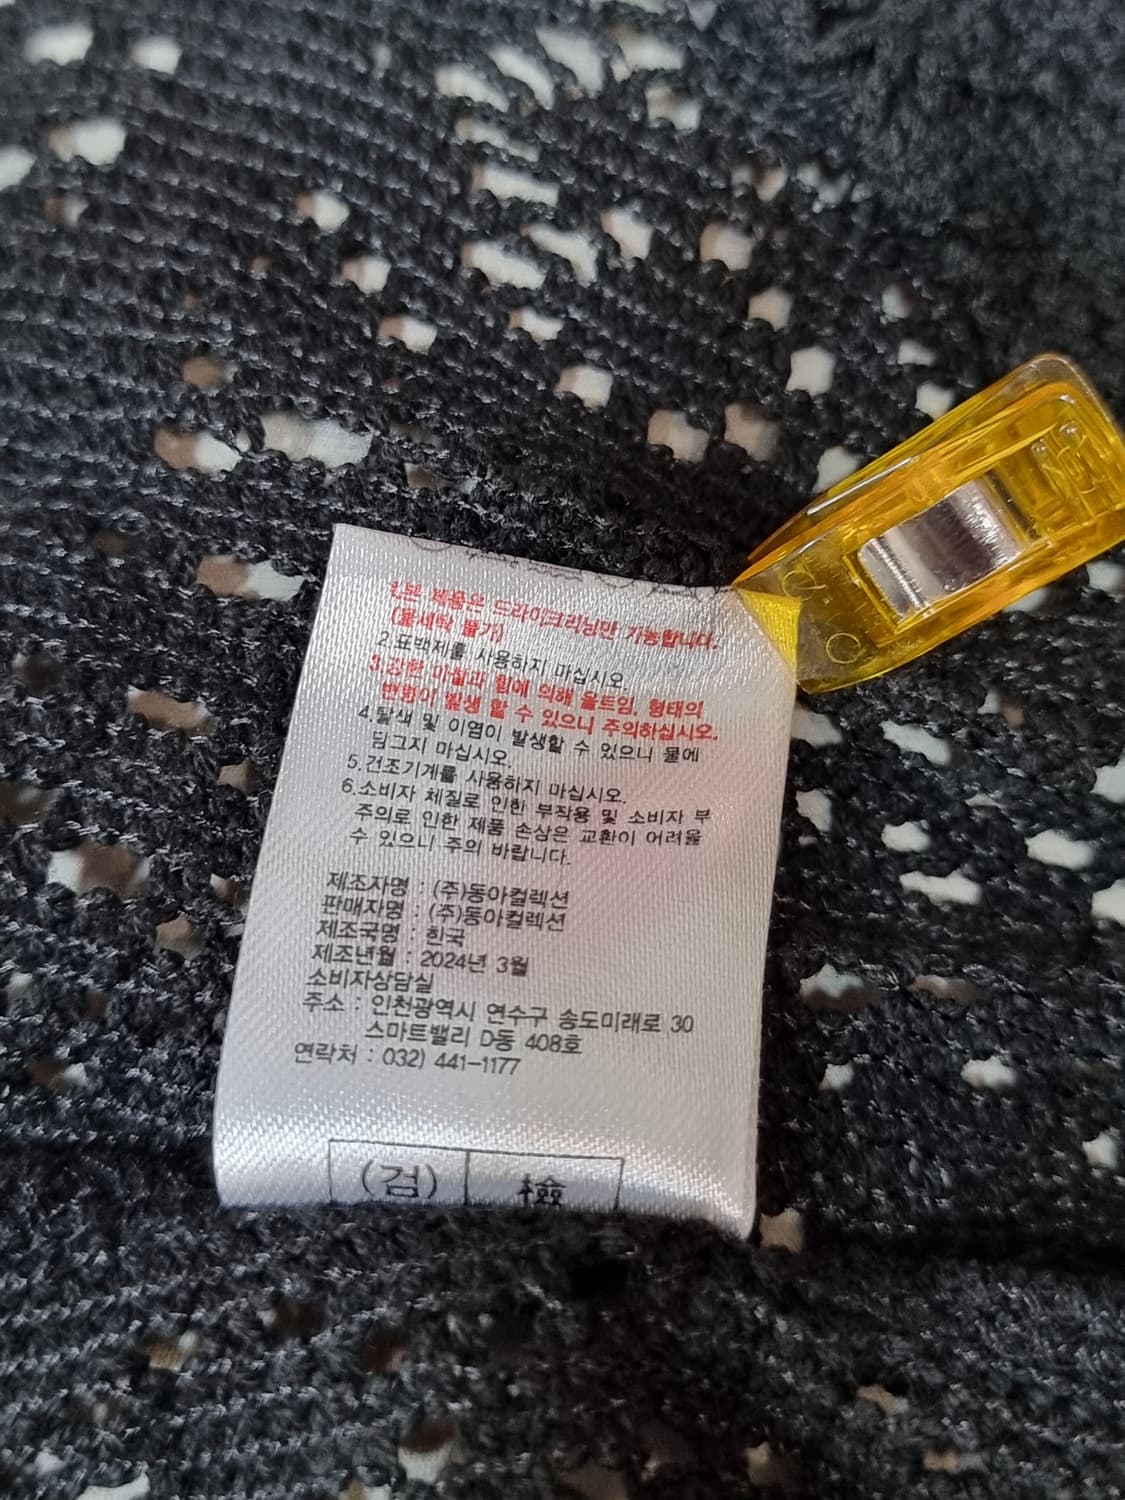 1.본 제품은 드라이크리닝만 가능합니다.
(물세탁 불가)
2.표백제를 사용하지 마십시오.
3.강한 마찰과 힘에 의해 올트임, 형태의
변형이 발생 할 수 있으니 주의하십시오.
4.탈색 및 이염이 발생할 수 있으니 물에
담그지 마십시오.
5.건조기계를 사용하지 마십시오.
6.소비자 체질로 인한 부작용 및 소비자 부
주의로 인한 제품 손상은 교환이 어려울
수 있으니 주의 바랍니다.
제조자명 : (주)동아컬렉션
판매자명 : (주)동아컬렉션
제조국명 : 한국
제조년월 : 2024년 3월
소비자상담실
주소 : 인천광역시 연수구 송도미래로 30
스마트밸리 D동 408호
연락처 : 032) 441-1177
(검) 檢